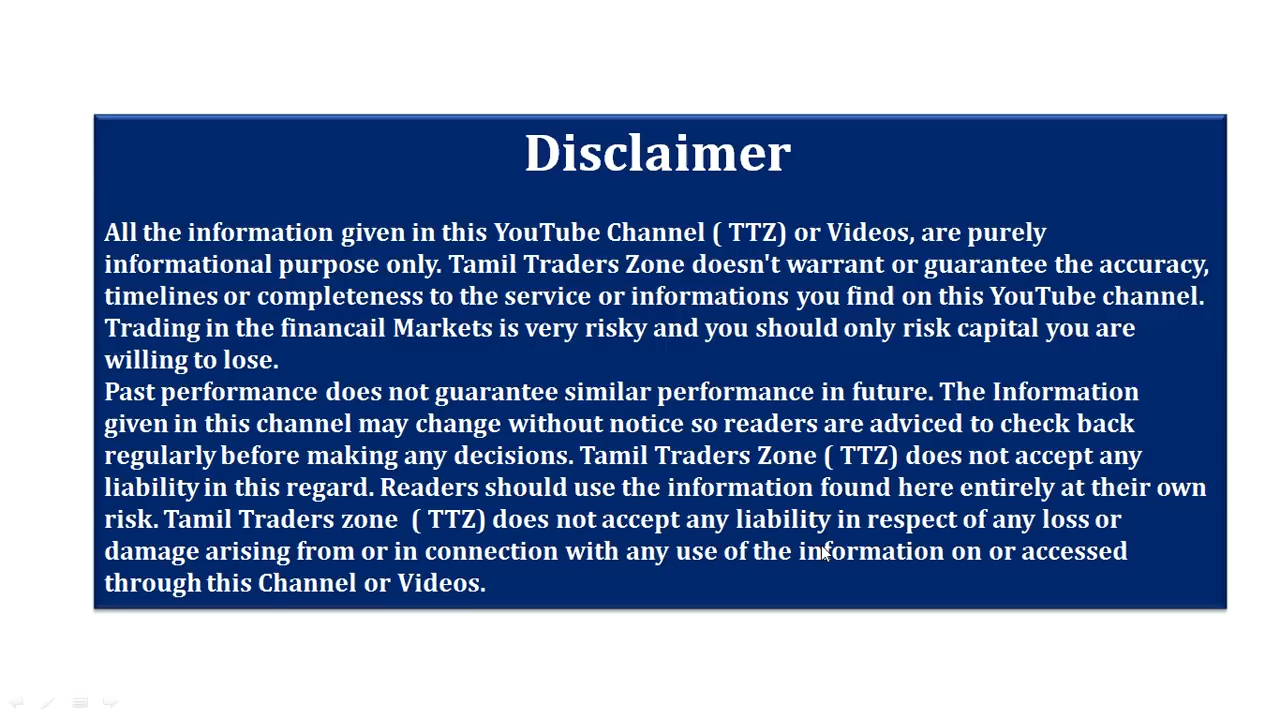 Disclaimer
All the information given in this YouTube Channel ( TTZ) or Videos, are purely
informational purpose only. Tamil Traders Zone doesn't warrant or guarantee the accuracy,
timelines or completeness to the service or informations you find on this YouTube channel.
Trading in the financail Markets is very risky and you should only risk capital you are
willing to lose.
Past performance does not guarantee similar performance in future. The Information
given in this channel may change without notice so readers are adviced to check back
regularly before making any decisions. Tamil Traders Zone ( TTZ) does not accept any
liability in this regard. Readers should use the information found here entirely at their own
risk. Tamil Traders zone  ( TTZ) does not accept any liability in respect of any loss or
damage arising from or in connection with any use of the information on or accessed
through this Channel or Videos.